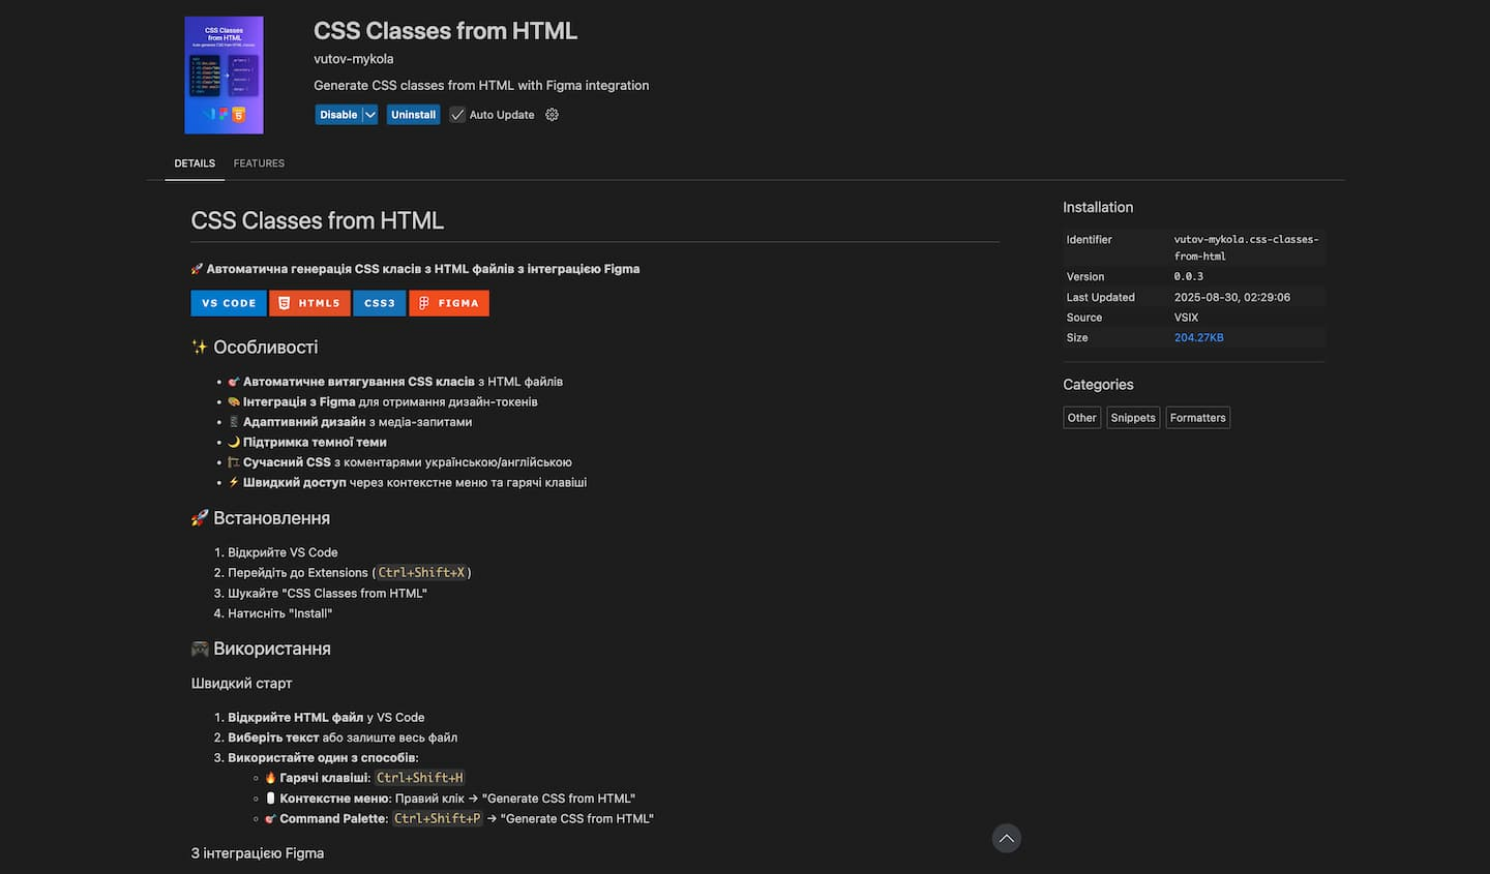 CSS Classes
from HTML
CSS Classes from HTML
vutov-mykola
Generate CSS classes from HTML with Figma integration
Disable
Uninstall
Auto Update
DETAILS
FEATURES
CSS Classes from HTML
Автоматична генерація CSS класів з HTML файлів з інтеграцією Figma
VS CODE
HTML5
CSS3
FIGMA
Особливості
• Автоматичне витягування CSS класів з HTML файлів
• Інтеграція з Figma для отримання дизайн-токенів
• Адаптивний дизайн з медіа-запитами
• Підтримка темної теми
• Сучасний CSS з коментарями українською/англійською
• Швидкий доступ через контекстне меню та гарячі клавіші
Встановлення
1. Відкрийте VS Code
2. Перейдіть до Extensions (Ctrl+Shift+X)
3. Шукайте "CSS Classes from HTML"
4. Натисніть "Install"
Використання
Швидкий старт
1. Відкрийте HTML файл у VS Code
2. Виберіть текст або залиште весь файл
3. Використайте один з способів:
Гарячі клавіші: Ctrl+Shift+H
Контекстне меню: Правий клік → "Generate CSS from HTML"
Command Palette: Ctrl+Shift+P → "Generate CSS from HTML"
З інтеграцією Figma
Installation
Identifier vutov-mykola.css-classes-
from-html
Version 0.0.3
Last Updated 2025-08-30, 02:29:06
Source VSIX
Size 204.27KB
Categories
Other
Snippets
Formatters